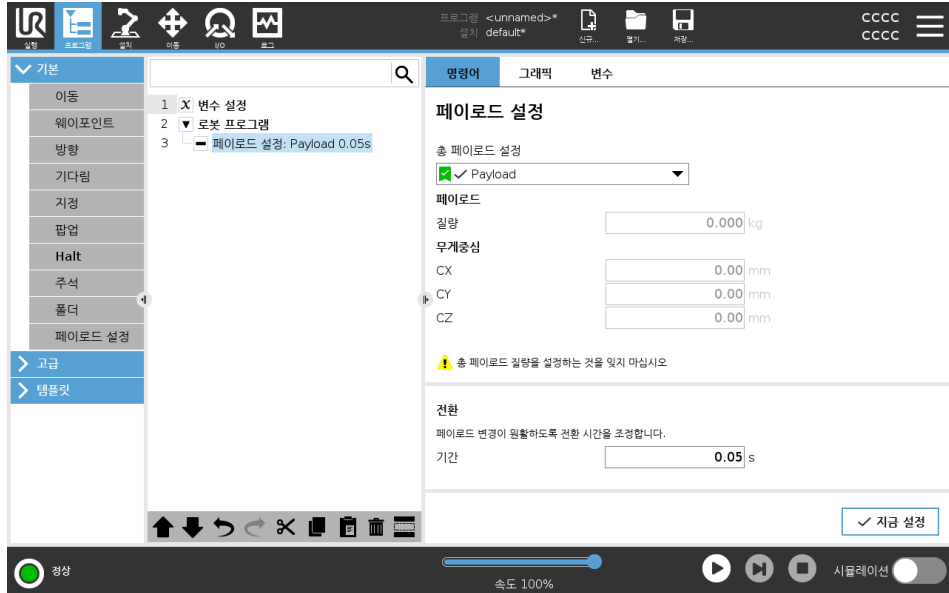 UR
실행
프로그램
설치
이동
I/O
로그
프로그램 <unnamed>*
설치 default*
신규...
열기...
저장...
cccc
cccc
기본
이동
웨이포인트
방향
기다림
지정
팝업
Halt
주석
폴더
페이로드 설정
고급
템플릿
1 X 변수 설정
2 로봇 프로그램
3 페이로드 설정: Payload 0.05s
명령어 그래픽 변수
페이로드 설정
총 페이로드 설정
Payload
페이로드
질량 0.000 kg
무게중심
CX 0.00 mm
CY 0.00 mm
CZ 0.00 mm
총 페이로드 질량을 설정하는 것을 잊지 마십시오
전환
페이로드 변경이 원활하도록 전환 시간을 조정합니다.
기간 0.05 s
지금 설정
정상
속도 100%
시뮬레이션